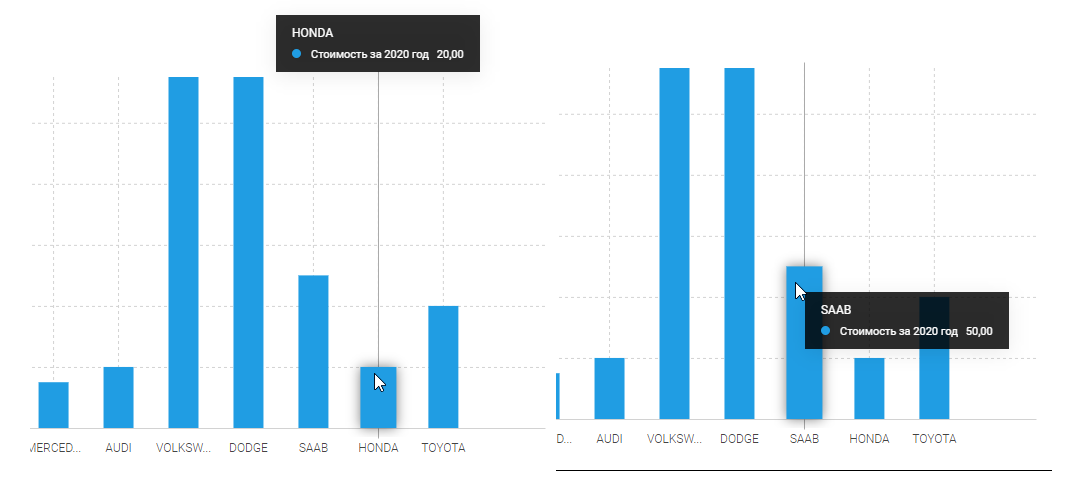 HONDA
Стоимость за 2020 год 20,00
MERCED... AUDI VOLKSW... DODGE SAAB HONDA TOYOTA
SAAB
Стоимость за 2020 год 50,00
D... AUDI VOLKSW... DODGE SAAB HONDA TOYOTA